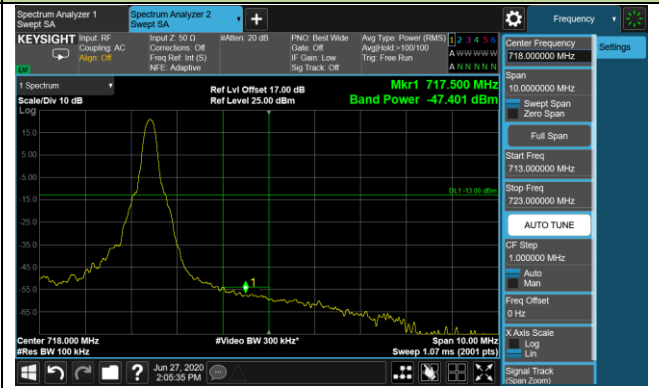 Spectrum Analyzer 1
Swept SA
Spectrum Analyzer 2
Swept SA
+
Frequency
KEYSIGHT
Input: RF
Coupling: AC
Align: Off
Input Z: 50 Ω
Corrections: Off
Freq Ref: Int (S)
NFE: Adaptive
#Atten: 20 dB
PNO: Best Wide
Gate: Off
IF Gain: Low
Sig Track: Off
Avg Type: Power (RMS)
Avg|Hold:>100/100
Trig: Free Run
1 2 3 4 5 6
A W W W W W
A N N N N N
1 Spectrum
Scale/Div 10 dB
Ref Lvl Offset 17.00 dB
Ref Level 25.00 dBm
Mkr1 717.500 MHz
Band Power -47.401 dBm
Log
15.0
5.00
-5.00
-15.0
-25.0
-35.0
-45.0
-55.0
-65.0
DL1 -13.00 dBm
1
Center 718.000 MHz
#Res BW 100 kHz
#Video BW 300 kHz*
Span 10.00 MHz
Sweep 1.07 ms (2001 pts)
Jun 27, 2020
2:05:35 PM
Center Frequency
718.000000 MHz
Settings
Span
10.0000000 MHz
Swept Span
Zero Span
Full Span
Start Freq
713.000000 MHz
Stop Freq
723.000000 MHz
AUTO TUNE
CF Step
1.000000 MHz
Auto
Man
Freq Offset
0 Hz
X Axis Scale
Log
Lin
Signal Track
(Span Zoom)